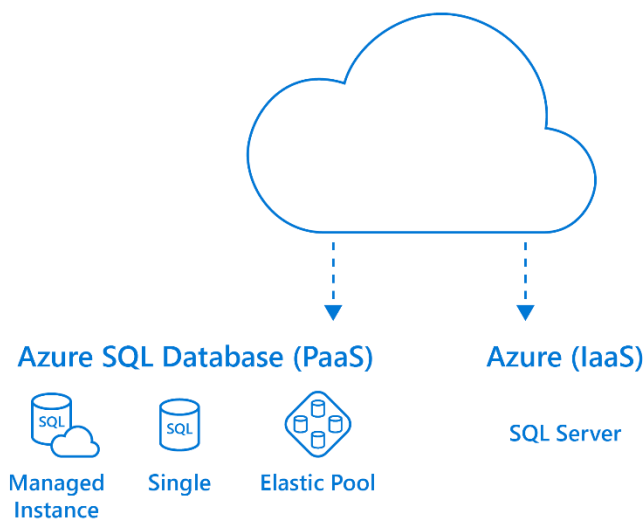 Azure SQL Database (PaaS)
Azure (IaaS)
SQL
SQL
SQL Server
Managed
Instance
Single
Elastic Pool